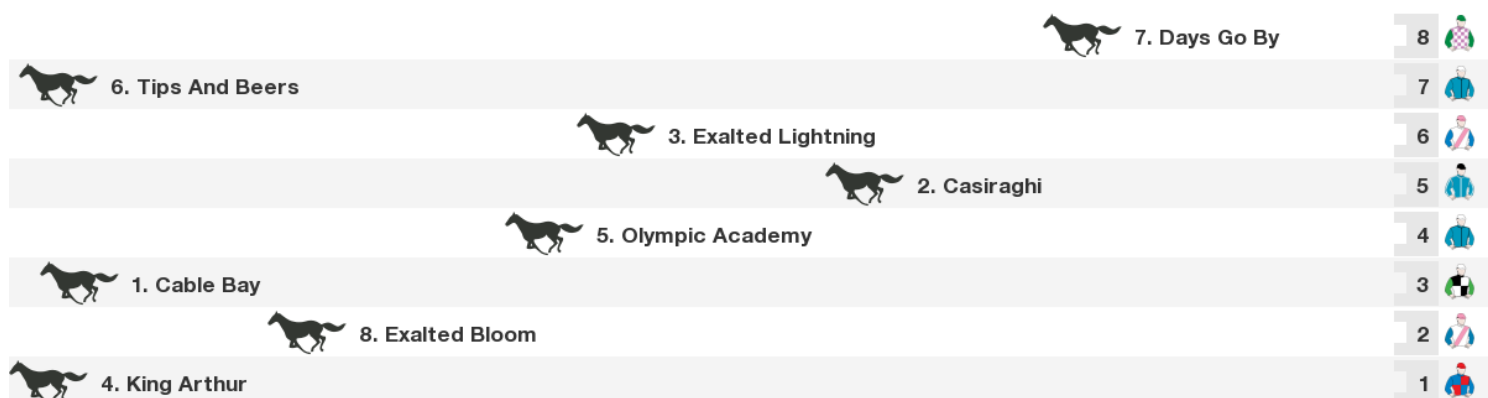 7. Days Go By 8
6. Tips And Beers 7
3. Exalted Lightning 6
2. Casiraghi 5
5. Olympic Academy 4
1. Cable Bay 3
8. Exalted Bloom 2
4. King Arthur 1